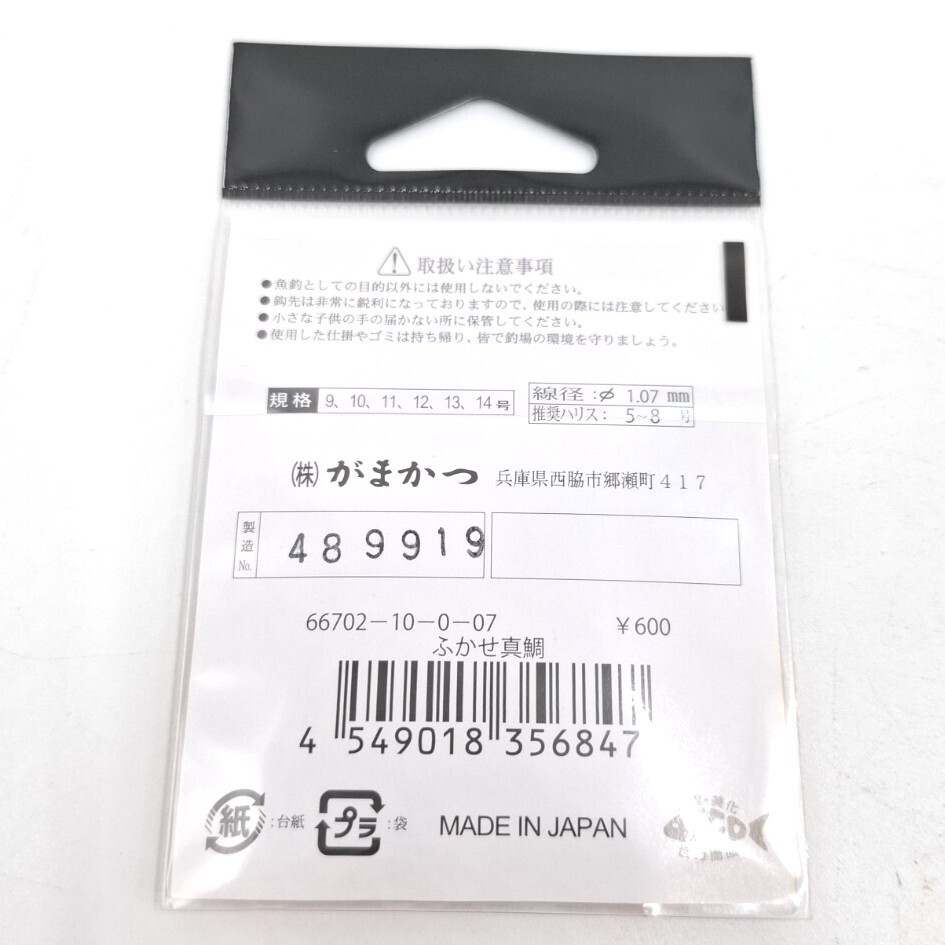 取扱い注意事項
●魚釣としての目的以外には使用しないでください。
●鈎先は非常に鋭利になっておりますので、使用の際には注意してください
●小さな子供の手の届かない所に保管してください。
●使用した仕掛やゴミは持ち帰り、皆で釣場の環境を守りましょう。
規格 9、10、11、12、13、14号
線径:φ 1.07 mm
推奨ハリス: 5~8 号
㈱がまかつ 兵庫県西脇市郷瀬町417
製造No. 489919
66702-10-0-07 ¥600
ふかせ真鯛
4 549018 356847
紙:台紙 プラ:袋 MADE IN JAPAN